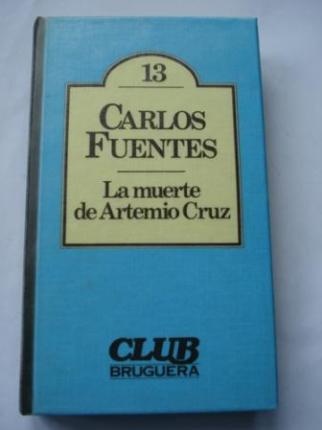 13
CARLOS
FUENTES
La muerte
de Artemio Cruz
CLUB
BRUGUERA